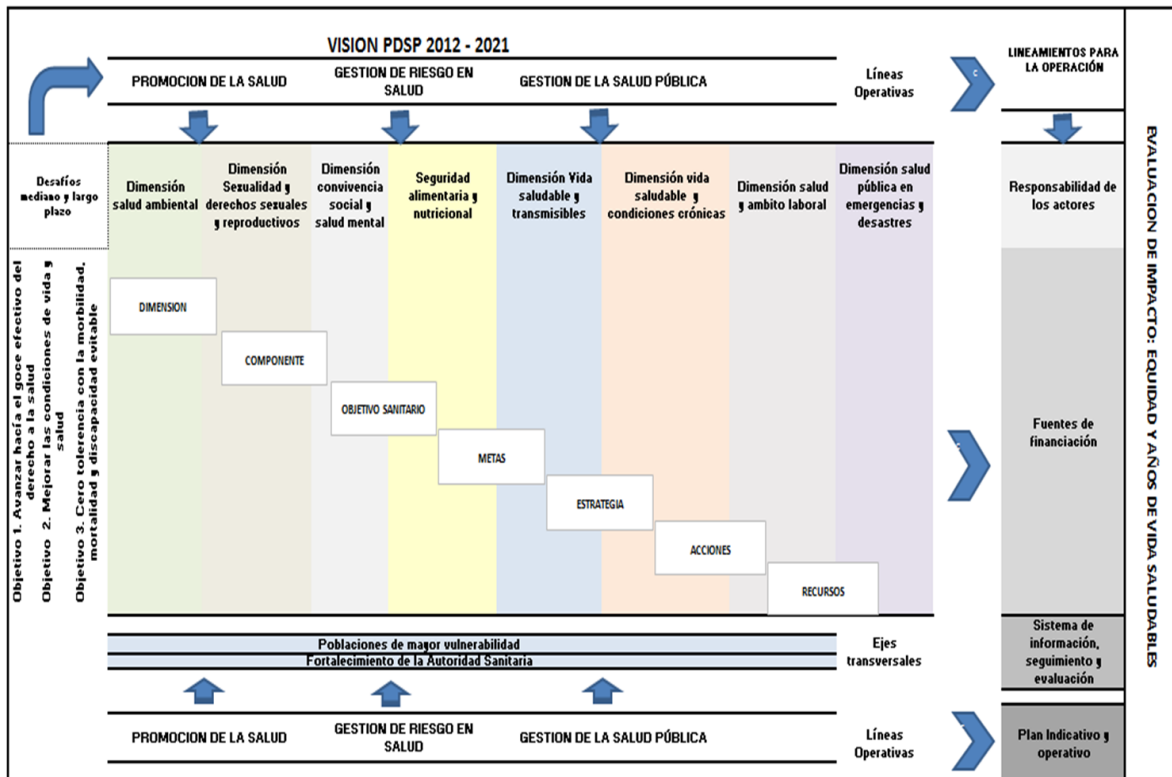 VISION PDSP 2012 - 2021
PROMOCION DE LA SALUD
GESTION DE RIESGO EN
SALUD
GESTION DE LA SALUD PÚBLICA
Líneas
Operativas
LINEAMIENTOS PARA
LA OPERACIÓN
Desafíos
mediano y largo
plazo
Dimensión
salud ambiental
Dimensión
Sexualidad y
derechos sexuales
y reproductivos
Dimensión
convivencia
social y
salud mental
Seguridad
alimentaria y
nutricional
Dimensión Vida
saludable y
transmisibles
Dimensión vida
saludable y
condiciones crónicas
Dimensión salud
y ambito laboral
Dimensión salud
pública en
emergencias y
desastres
Responsabilidad de
los actores
Objetivo 1. Avanzar hacía el goce efectivo del
derecho a la salud
Objetivo 2. Mejorar las condiciones de vida y
salud
Objetivo 3. Cero tolerencia con la morbilidad,
mortalidad y discapacidad evitable
DIMENSION
COMPONENTE
OBJETIVO SANITARIO
METAS
ESTRATEGIA
ACCIONES
RECURSOS
Fuentes de
financiación
Poblaciones de mayor vulnerabilidad
Fortalecimiento de la Autoridad Sanitaria
Ejes
transversales
Sistema de
información,
seguimiento y
evaluación
PROMOCION DE LA SALUD
GESTION DE RIESGO EN
SALUD
GESTION DE LA SALUD PÚBLICA
Líneas
Operativas
Plan Indicativo y
operativo
EVALUACION DE IMPACTO: EQUIDAD Y AÑOS DE VIDA SALUDABLES